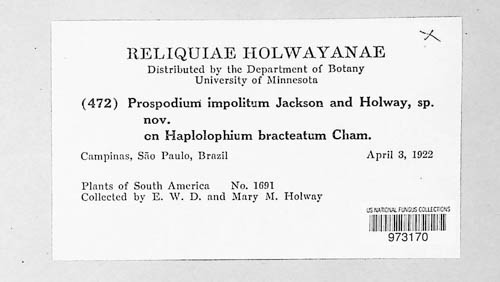 RELIQUIAE HOLWAYANAE
Distributed by the Department of Botany
University of Minnesota
(472) Prospodium impolitum Jackson and Holway, sp.
nov.
on Haplolophium bracteatum Cham.
Campinas, São Paulo, Brazil April 3, 1922
Plants of South America No. 1691
Collected by E. W. D. and Mary M. Holway
US NATIONAL FUNGUS COLLECTIONS
973170